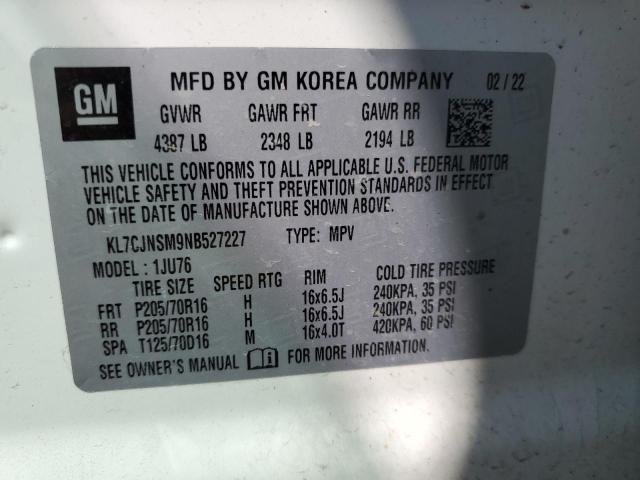 GM
MFD BY GM KOREA COMPANY 02/22
GVWR GAWR FRT GAWR RR
4387 LB 2348 LB 2194 LB
THIS VEHICLE CONFORMS TO ALL APPLICABLE U.S. FEDERAL MOTOR
VEHICLE SAFETY AND THEFT PREVENTION STANDARDS IN EFFECT
ON THE DATE OF MANUFACTURE SHOWN ABOVE.
KL7CJNSM9NB527227 TYPE: MPV
MODEL: 1JU76
TIRE SIZE SPEED RTG RIM COLD TIRE PRESSURE
FRT P205/70R16 H 16x6.5J 240KPA, 35 PSI
RR P205/70R16 H 16x6.5J 240KPA, 35 PSI
SPA T125/70D16 M 16x4.0T 420KPA, 60 PSI
SEE OWNER'S MANUAL FOR MORE INFORMATION.